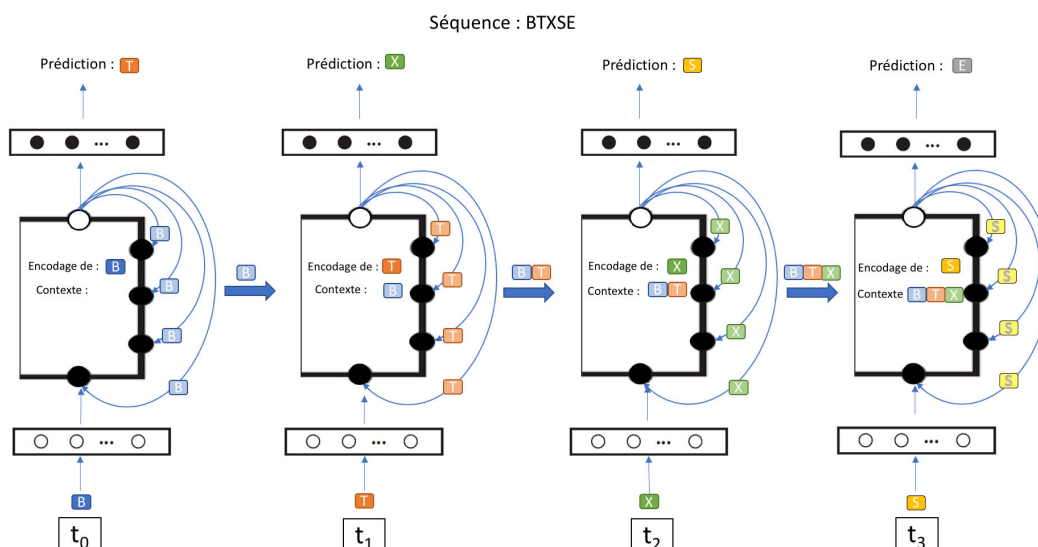 Séquence : BTXSE
Prédiction : T
Prédiction : X
Prédiction : S
Prédiction : E
...
...
...
...
B
T
X
S
Encodage de : B
B
Contexte :
B
B
B
Encodage de : T
T
Contexte : B
T
T
B T
Encodage de : X
X
Contexte : B T
X
X
B T X
Encodage de : S
S
Contexte B T X
S
S
...
...
...
...
B
T
X
S
t0
t1
t2
t3